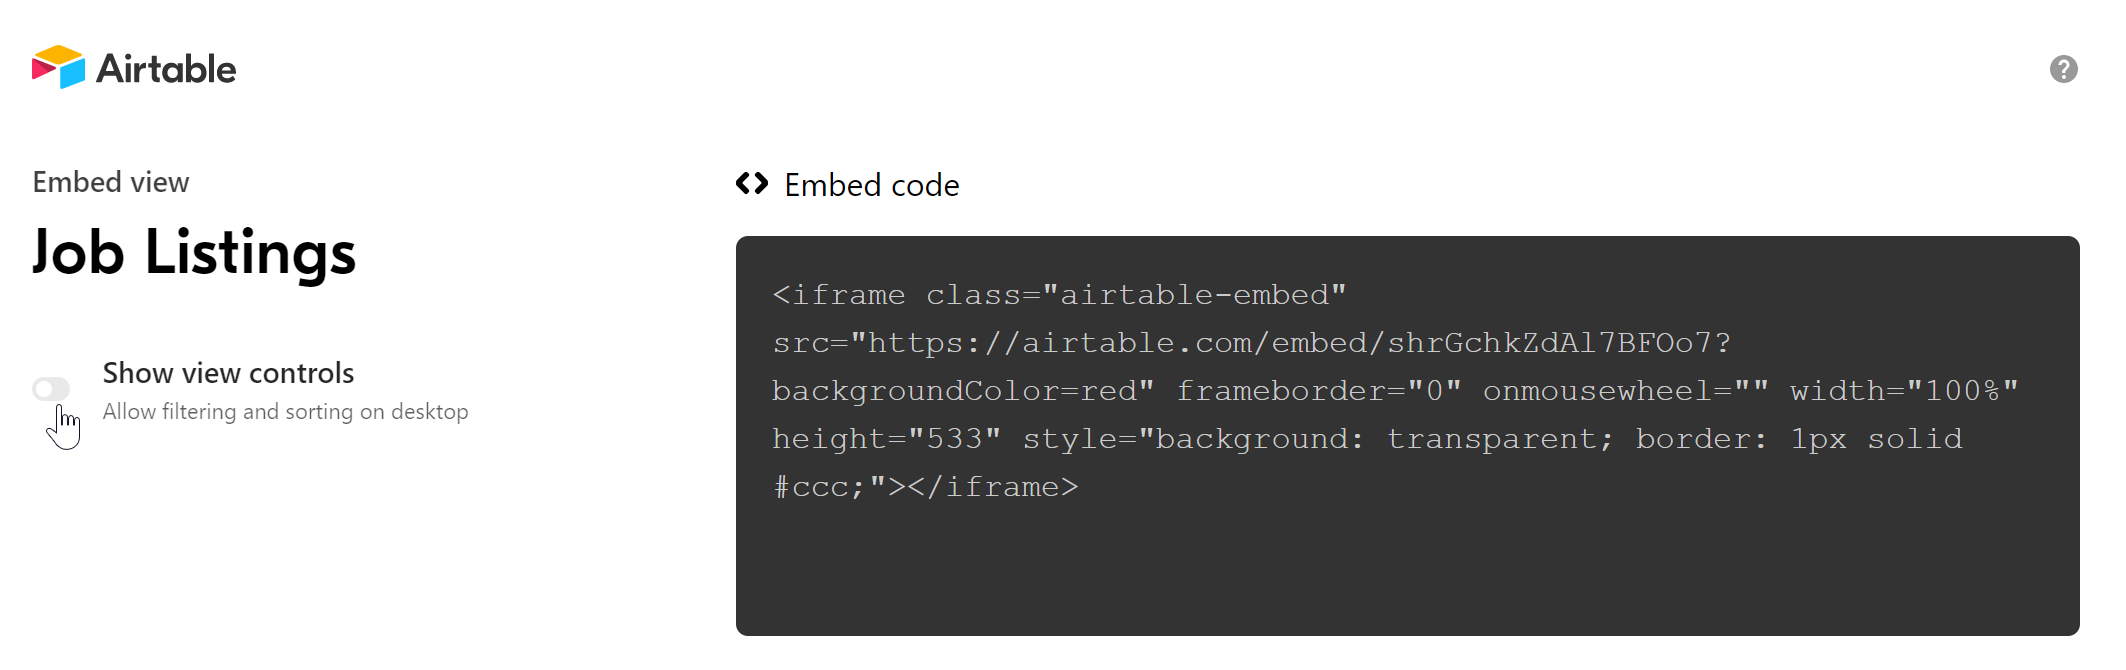 Airtable
?
Embed view
Job Listings
Show view controls
Allow filtering and sorting on desktop
<> Embed code
<iframe class="airtable-embed"
src="https://airtable.com/embed/shrGchkZdAl7BFOo7?
backgroundColor=red" frameborder="0" onmousewheel="" width="100%"
height="533" style="background: transparent; border: 1px solid
#ccc;"></iframe>